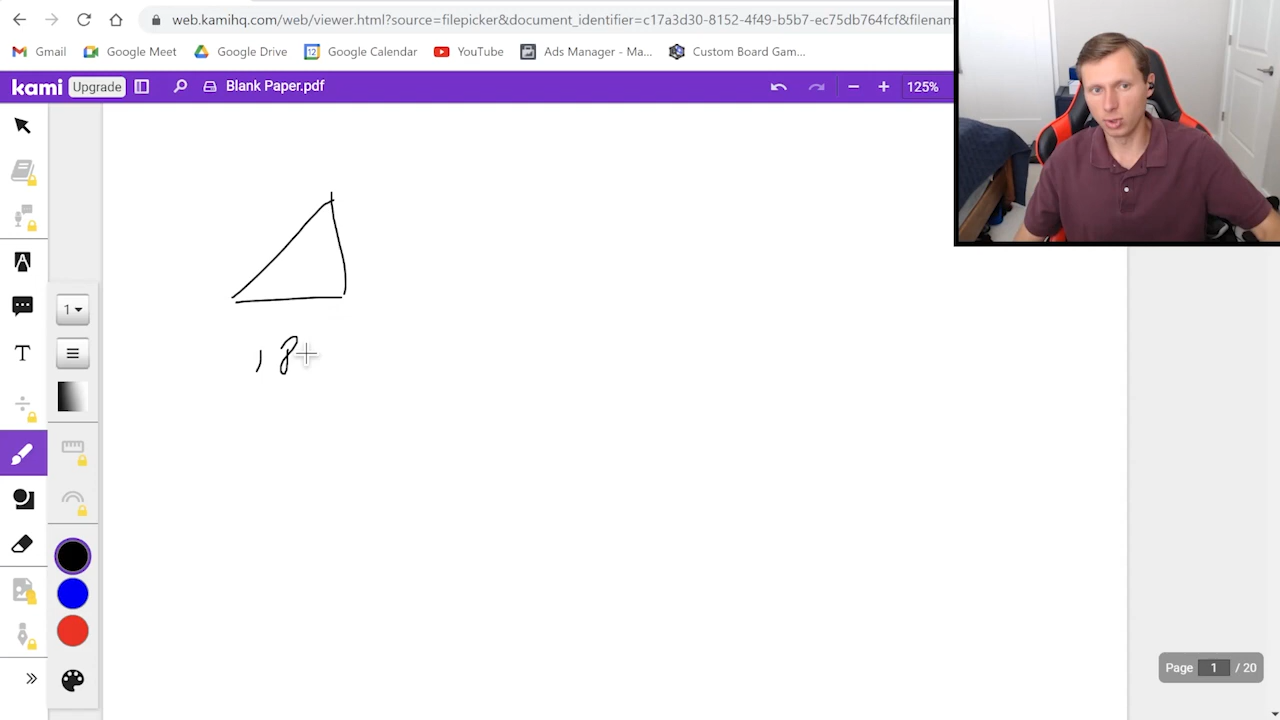 web.kamihq.com/web/viewer.html?source=filepicker&document_identifier=c17a3d30-8152-4f49-b5b7-ec75db764fcf&filenam
Gmail Google Meet Google Drive Google Calendar YouTube Ads Manager - Ma... Custom Board Gam...
kami Upgrade Blank Paper.pdf 125%
A
T
1
18
Page 1 / 20